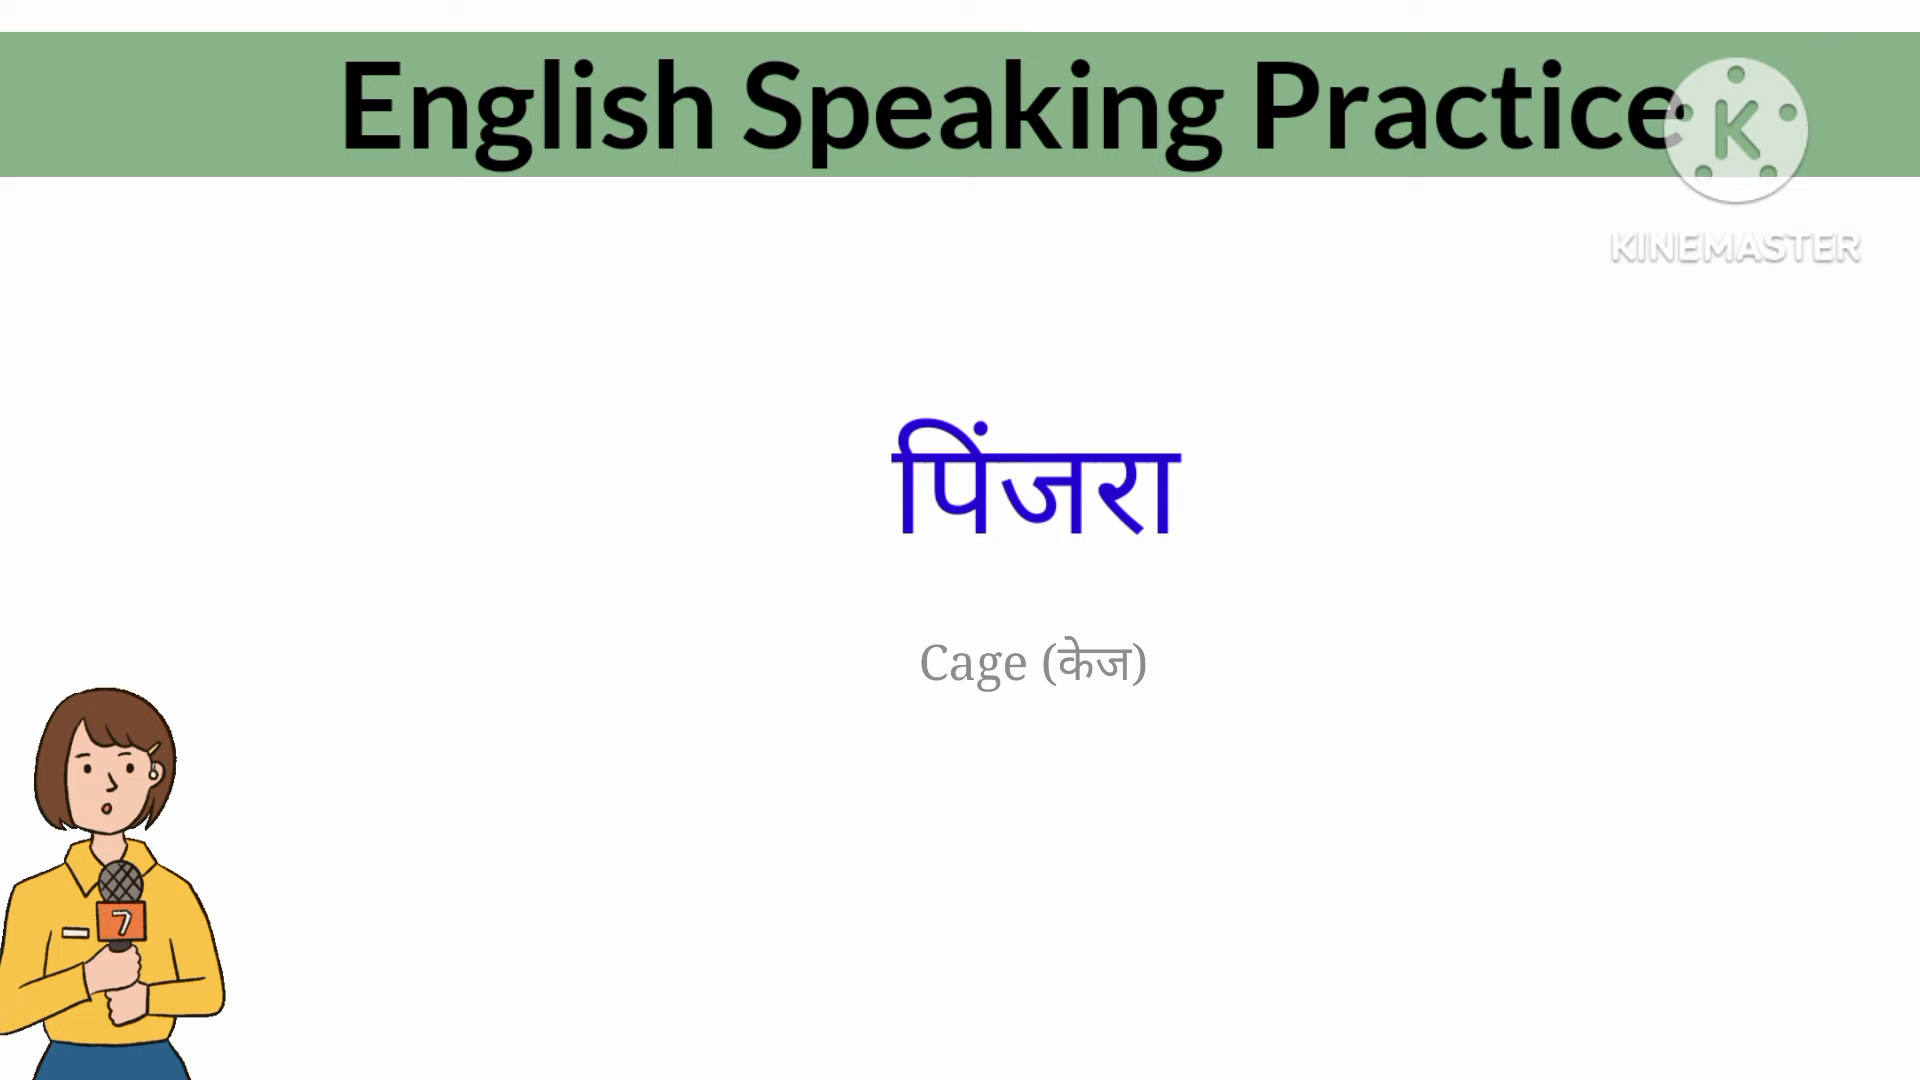 English Speaking Practice
K
KINEMASTER
पिंजरा
Cage (केज)
7